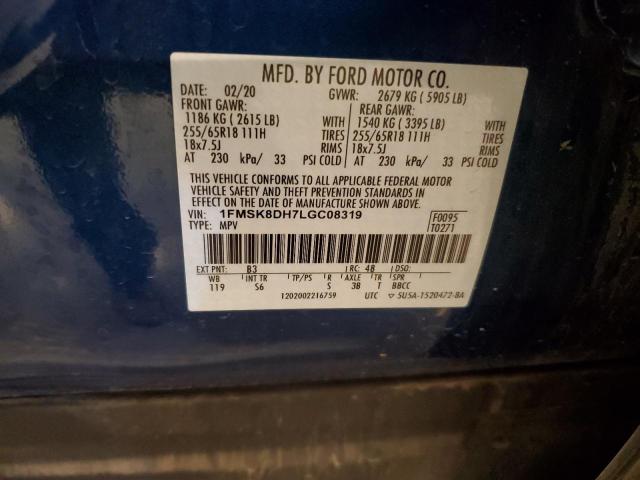 MFD. BY FORD MOTOR CO.
DATE: 02/20 GVWR: 2679 KG ( 5905 LB)
FRONT GAWR: REAR GAWR:
1186 KG ( 2615 LB) WITH 1540 KG ( 3395 LB) WITH
255/65R18 111H TIRES 255/65R18 111H TIRES
18x7.5J RIMS 18x7.5J RIMS
AT 230 kPa/ 33 PSI COLD AT 230 kPa/ 33 PSI COLD
THIS VEHICLE CONFORMS TO ALL APPLICABLE FEDERAL MOTOR
VEHICLE SAFETY AND THEFT PREVENTION STANDARDS IN
EFFECT ON THE DATE OF MANUFACTURE SHOWN ABOVE.
VIN: 1FMSK8DH7LGC08319 F0095
TYPE: MPV T0271
EXT PNT: B3 RC: 48 DSO:
WB INT TR TP/PS R AXLE TR SPR
119 S6 S 3B T BBCC
1202002216759 UTC ▽ 5U5A-1520472-BA